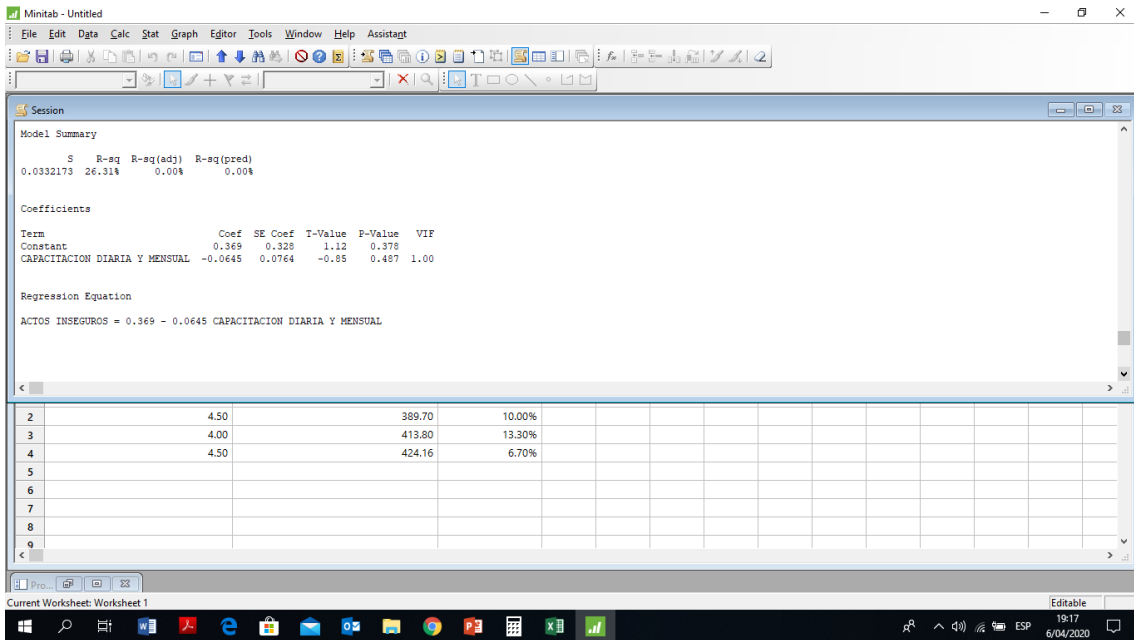 Minitab - Untitled
File Edit Data Calc Stat Graph Editor Tools Window Help Assistant
Session
Model Summary
S R-sq R-sq(adj) R-sq(pred)
0.0332173 26.31% 0.00% 0.00%
Coefficients
Term Coef SE Coef T-Value P-Value VIF
Constant 0.369 0.328 1.12 0.378
CAPACITACION DIARIA Y MENSUAL -0.0645 0.0764 -0.85 0.487 1.00
Regression Equation
ACTOS INSEGUROS = 0.369 - 0.0645 CAPACITACION DIARIA Y MENSUAL
2 4.50 389.70 10.00%
3 4.00 413.80 13.30%
4 4.50 424.16 6.70%
5
6
7
8
9
Pro...
Current Worksheet: Worksheet 1 Editable
ESP 19:17
6/04/2020